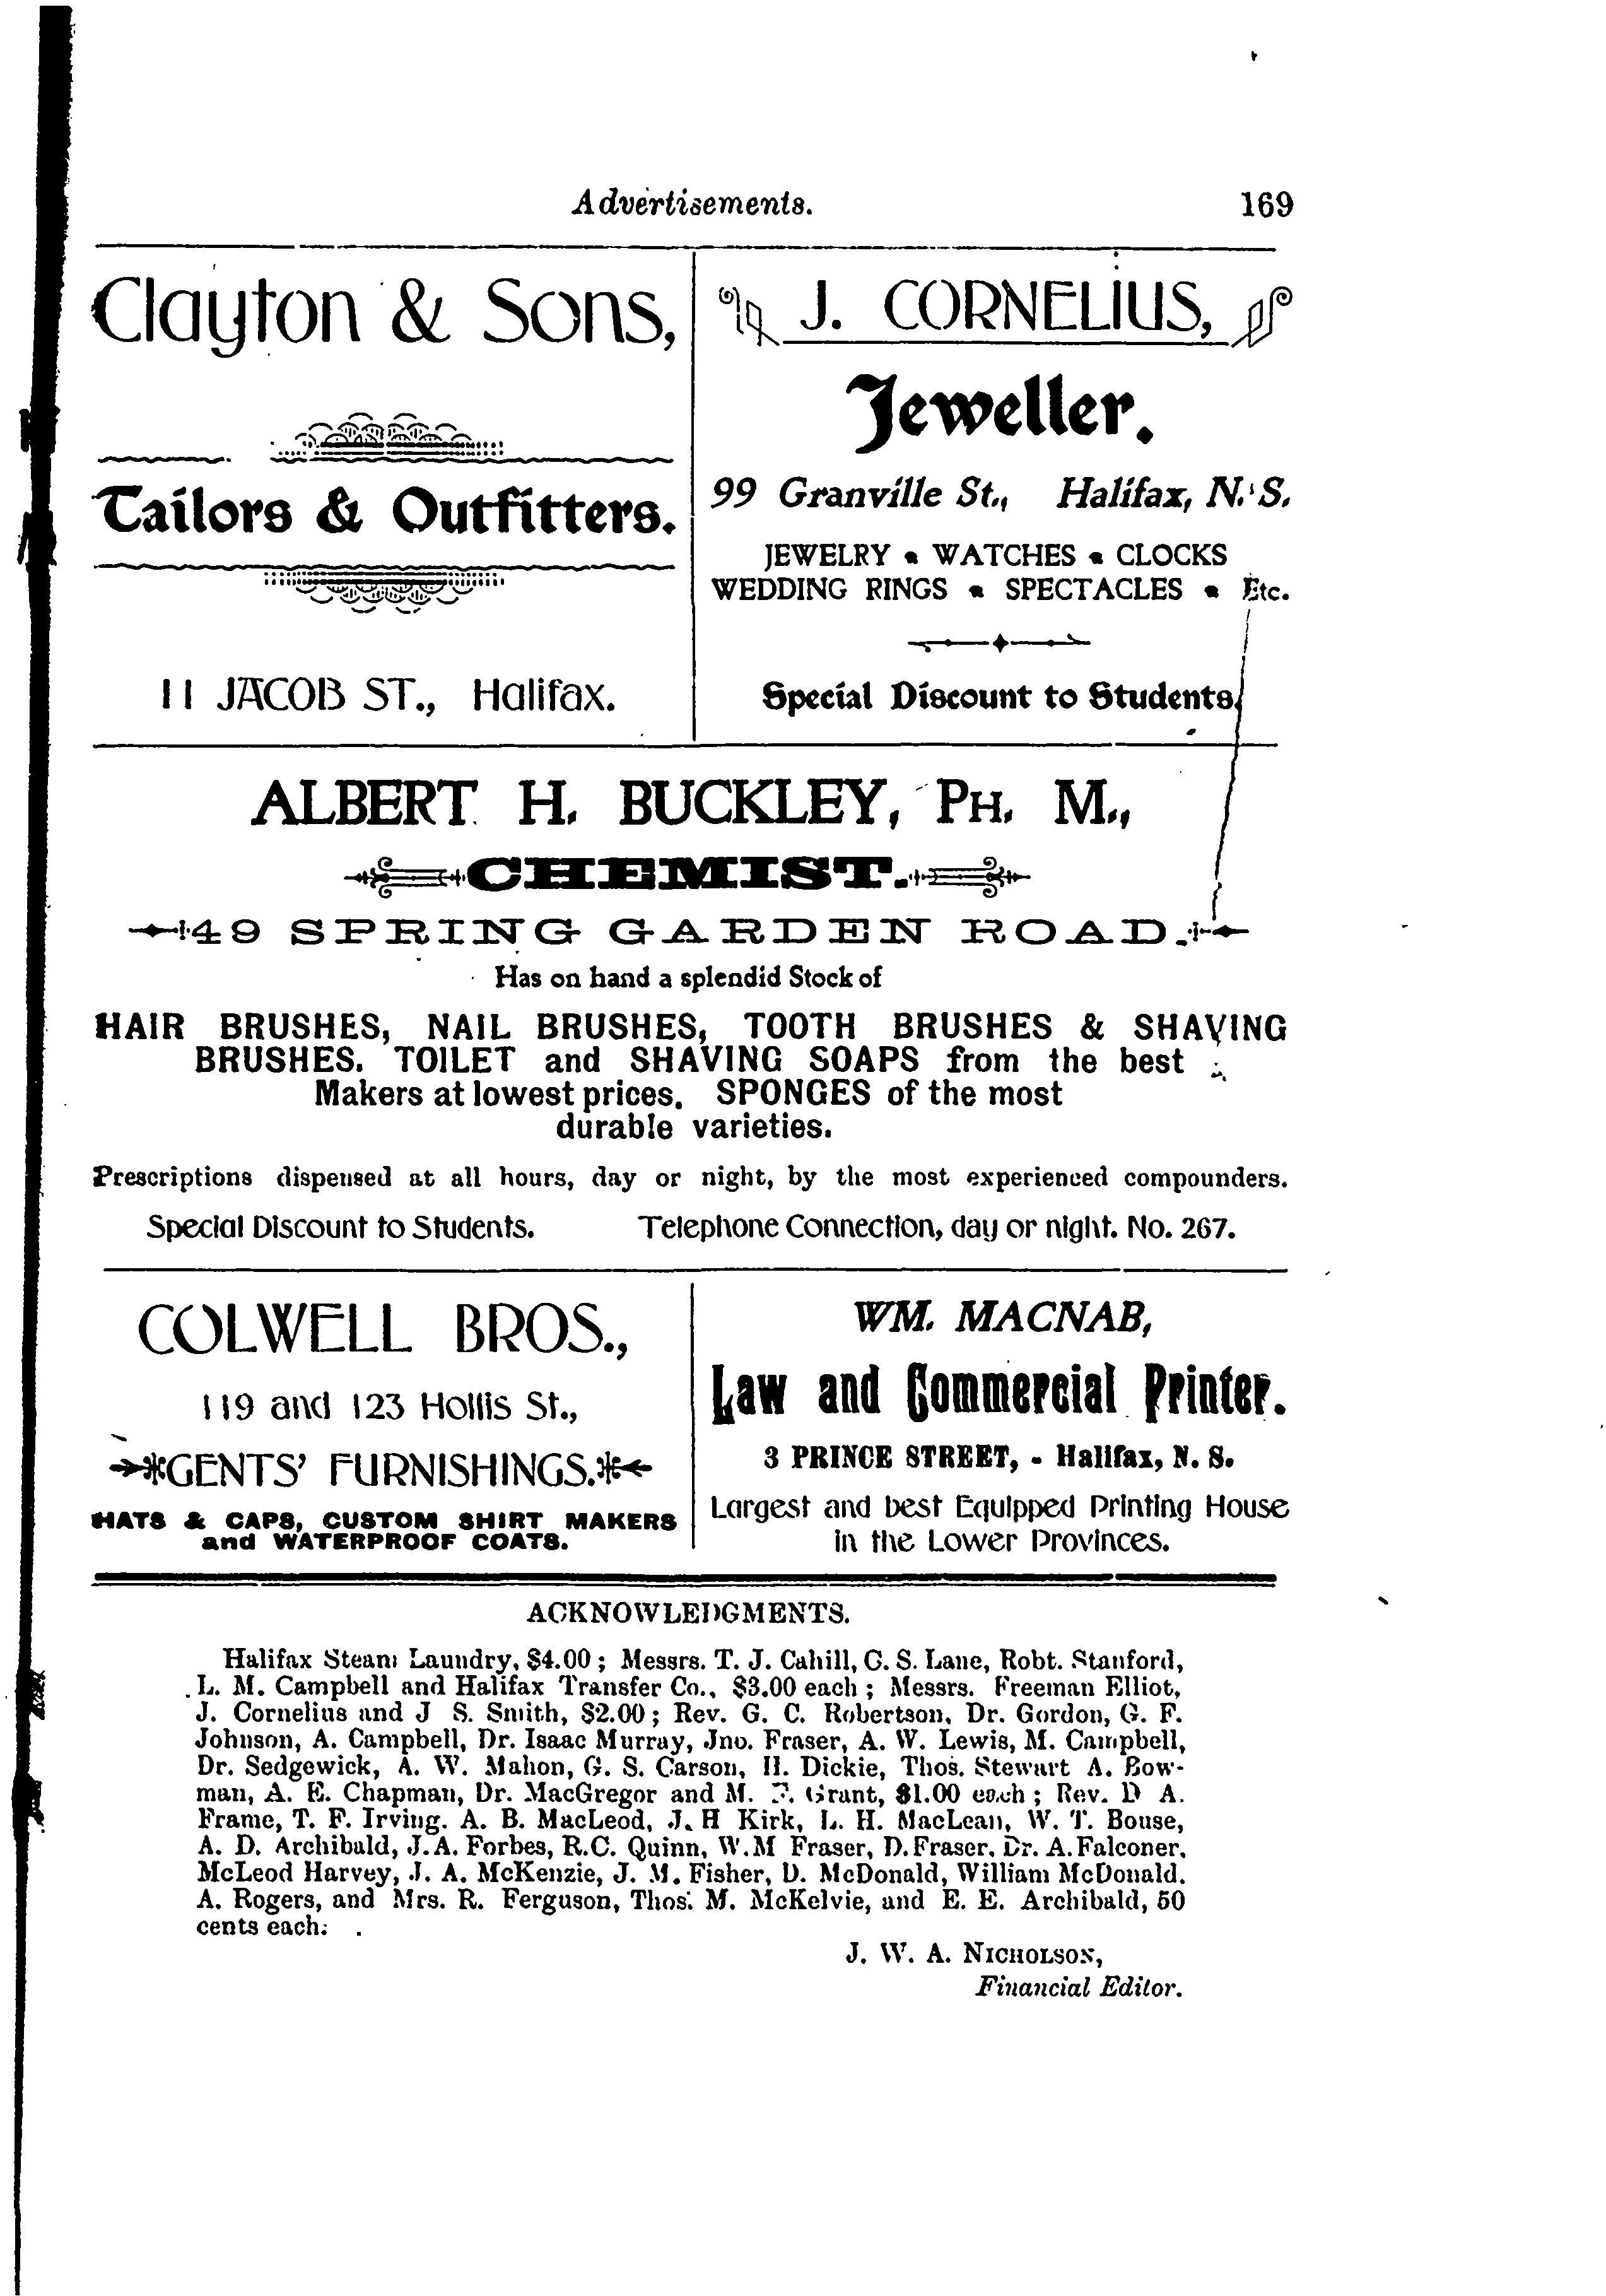 Advertisements. 169
Clayton & Sons,
Tailors & Outfitters.
11 JACOB ST., Halifax.
J. CORNELIUS,
Jeweller.
99 Granville St., Halifax, N. S.
JEWELRY • WATCHES • CLOCKS
WEDDING RINGS • SPECTACLES • Etc.
Special Discount to Students.
ALBERT H. BUCKLEY, PH. M.,
CHEMIST.
49 SPRING GARDEN ROAD.
Has on hand a splendid Stock of
HAIR BRUSHES, NAIL BRUSHES, TOOTH BRUSHES & SHAVING
BRUSHES. TOILET and SHAVING SOAPS from the best
Makers at lowest prices. SPONGES of the most
durable varieties.
Prescriptions dispensed at all hours, day or night, by the most experienced compounders.
Special Discount to Students. Telephone Connection, day or night. No. 267.
COLWELL BROS.,
119 and 123 Hollis St.,
GENTS' FURNISHINGS.
HATS & CAPS, CUSTOM SHIRT MAKERS
and WATERPROOF COATS.
WM. MACNAB,
Law and Commercial Printer.
3 PRINCE STREET, - Halifax, N. S.
Largest and best Equipped Printing House
in the Lower Provinces.
ACKNOWLEDGMENTS.
Halifax Steam Laundry, $4.00 ; Messrs. T. J. Cahill, C. S. Lane, Robt. Stanford,
L. M. Campbell and Halifax Transfer Co., $3.00 each ; Messrs. Freeman Elliot,
J. Cornelius and J S. Smith, $2.00 ; Rev. G. C. Robertson, Dr. Gordon, G. F.
Johnson, A. Campbell, Dr. Isaac Murray, Jno. Fraser, A. W. Lewis, M. Campbell,
Dr. Sedgewick, A. W. Mahon, G. S. Carson, H. Dickie, Thos. Stewart A. Bow-
man, A. E. Chapman, Dr. MacGregor and M. F. Grant, $1.00 each ; Rev. D A.
Frame, T. F. Irving. A. B. MacLeod, J. H Kirk, L. H. MacLean, W. T. Bouse,
A. D. Archibald, J. A. Forbes, R. C. Quinn, W. M Fraser, D. Fraser. Dr. A. Falconer.
McLeod Harvey, J. A. McKenzie, J. M. Fisher, D. McDonald, William McDonald.
A. Rogers, and Mrs. R. Ferguson, Thos. M. McKelvie, and E. E. Archibald, 50
cents each.
J. W. A. NICHOLSON,
Financial Editor.